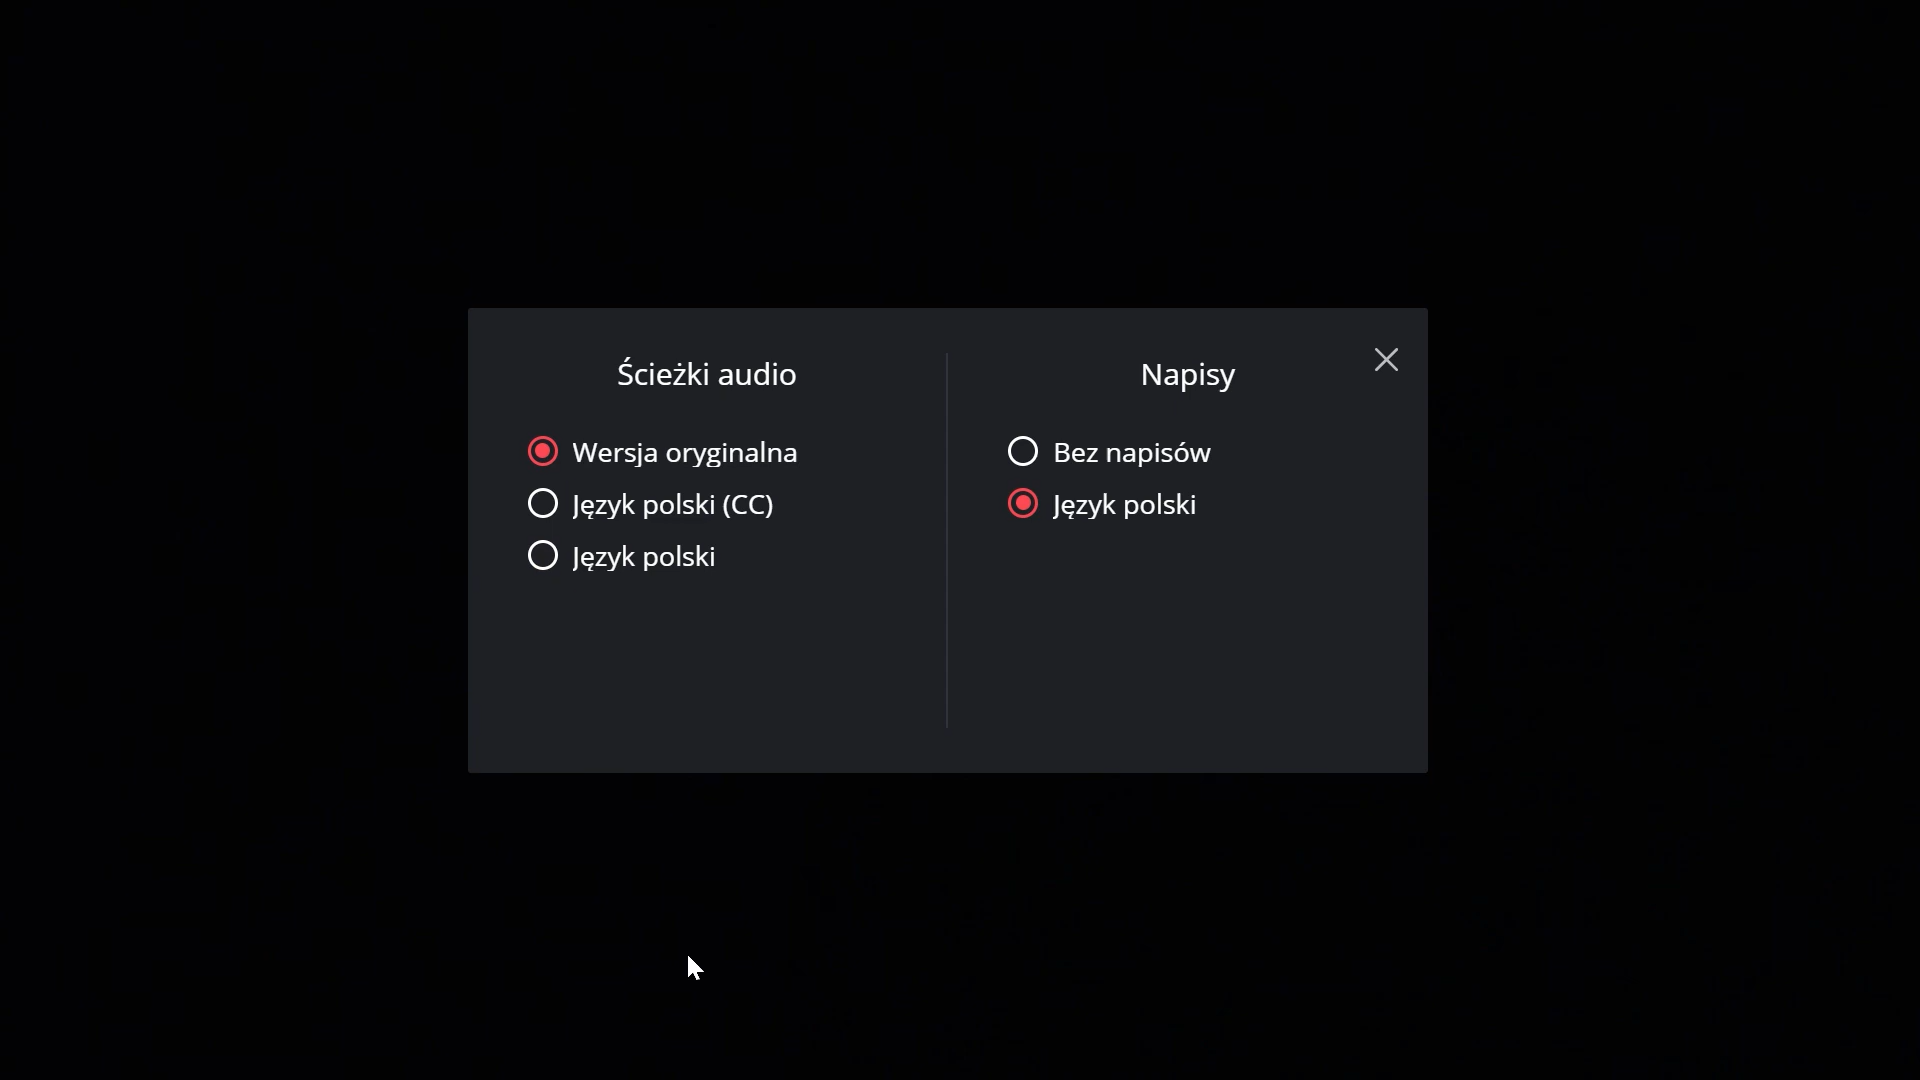 Ścieżki audio
Wersja oryginalna
Język polski (CC)
Język polski
Napisy
Bez napisów
Język polski